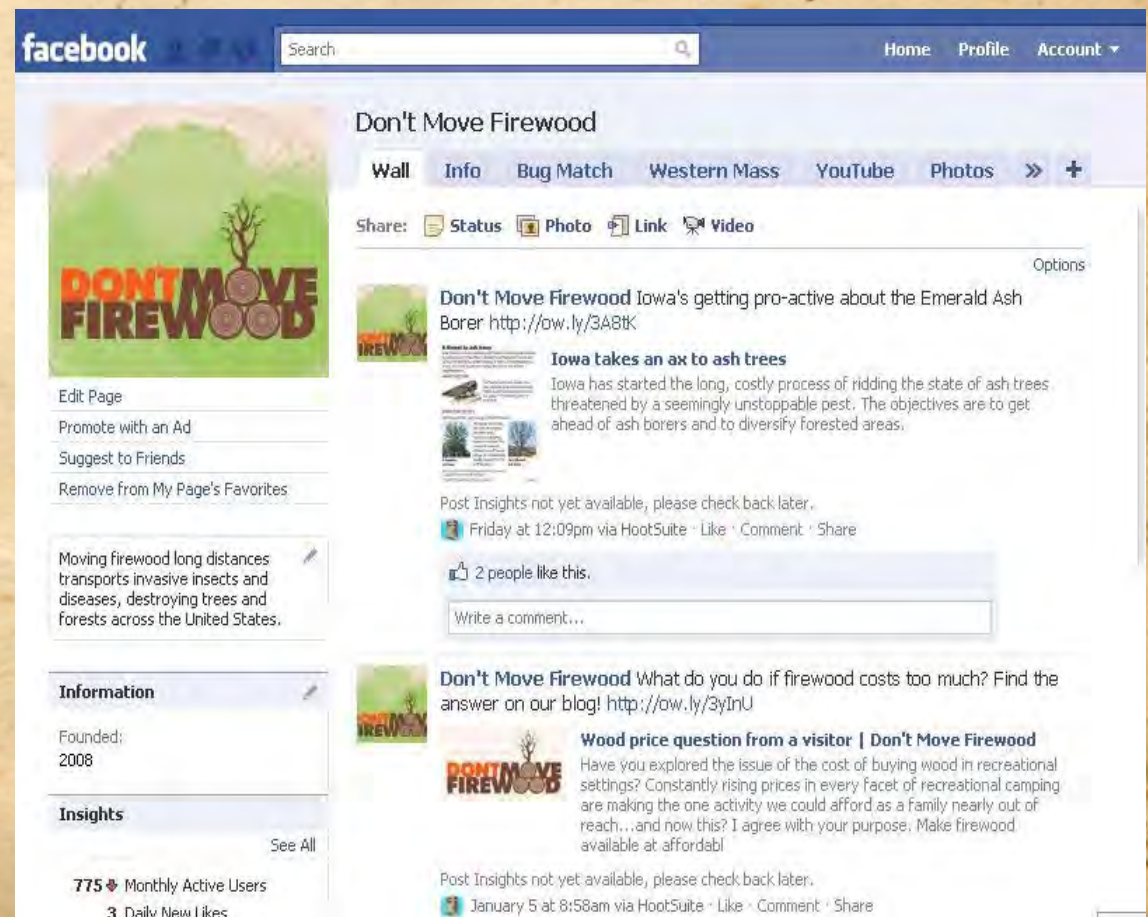 facebook
Search
Home Profile Account
DONT MOVE
FIREWOOD
Edit Page
Promote with an Ad
Suggest to Friends
Remove from My Page's Favorites
Moving firewood long distances
transports invasive insects and
diseases, destroying trees and
forests across the United States.
Information
Founded:
2008
Insights
See All
775 Monthly Active Users
3 Daily New Likes
Don't Move Firewood
Wall Info Bug Match Western Mass YouTube Photos » +
Share: Status Photo Link Video
Options
Don't Move Firewood Iowa's getting pro-active about the Emerald Ash
Borer http://ow.ly/3A8tK
Iowa takes an ax to ash trees
Iowa has started the long, costly process of ridding the state of ash trees
threatened by a seemingly unstoppable pest. The objectives are to get
ahead of ash borers and to diversify forested areas.
Post Insights not yet available, please check back later.
Friday at 12:09pm via HootSuite · Like · Comment · Share
2 people like this.
Write a comment...
Don't Move Firewood What do you do if firewood costs too much? Find the
answer on our blog! http://ow.ly/3yInU
DONT MOVE
FIREWOOD
Wood price question from a visitor | Don't Move Firewood
Have you explored the issue of the cost of buying wood in recreational
settings? Constantly rising prices in every facet of recreational camping
are making the one activity we could afford as a family nearly out of
reach...and now this? I agree with your purpose. Make firewood
available at affordabl
Post Insights not yet available, please check back later.
January 5 at 8:58am via HootSuite · Like · Comment · Share